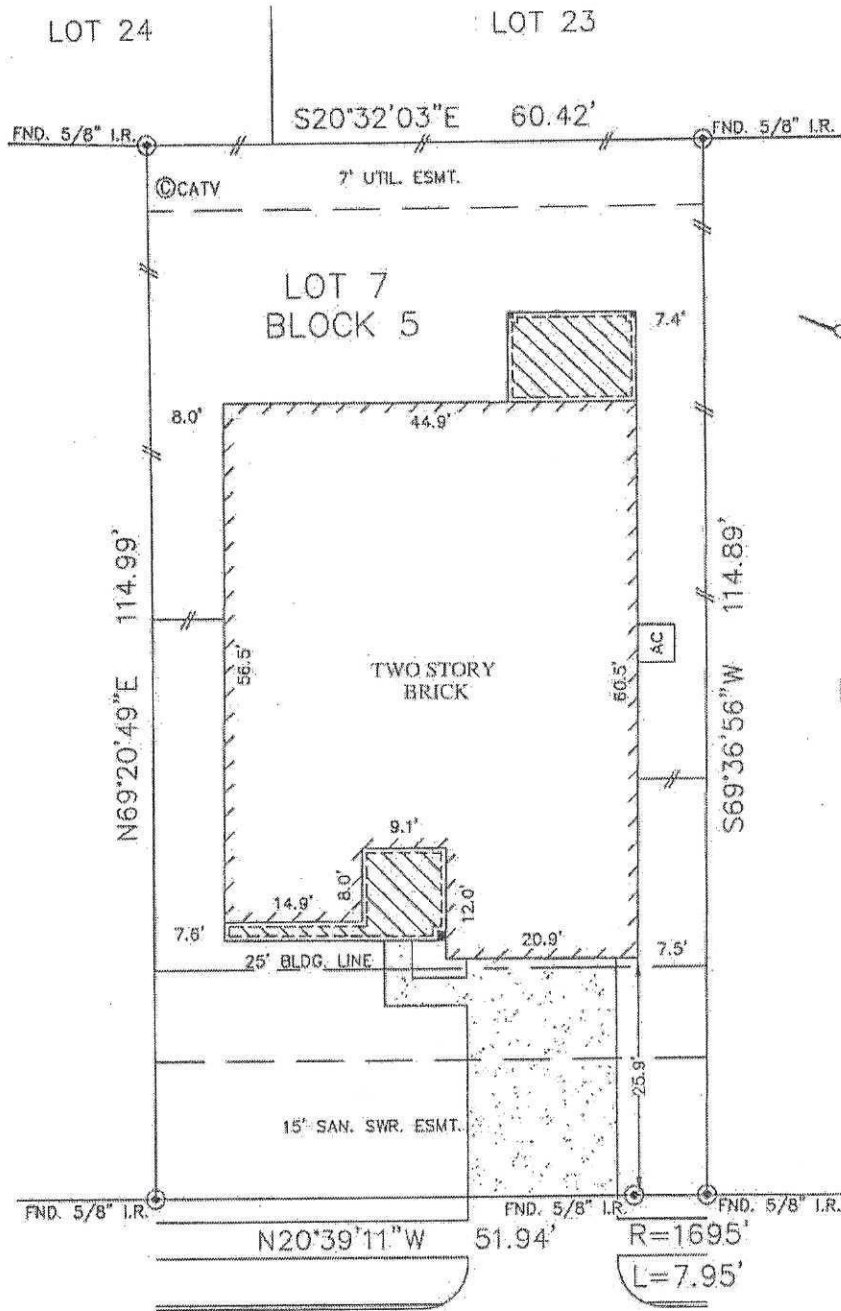 LOT 24
LOT 23
S20°32'03"E 60.42'
FND. 5/8" I.R.
FND. 5/8" I.R.
©CATV
7' UTIL. ESMT.
LOT 7
BLOCK 5
7.4'
8.0'
44.9'
N69°20'49"E 114.99'
S69°36'56"W 114.89'
56.5'
TWO STORY
BRICK
60.5'
AC
9.1'
8.0'
14.9'
12.0'
7.6'
20.9'
7.5'
25' BLDG. LINE
25.9'
15' SAN. SWR. ESMT.
FND. 5/8" I.R.
FND. 5/8" I.R.
FND. 5/8" I.R.
N20°39'11"W 51.94'
R=1695'
L=7.95'